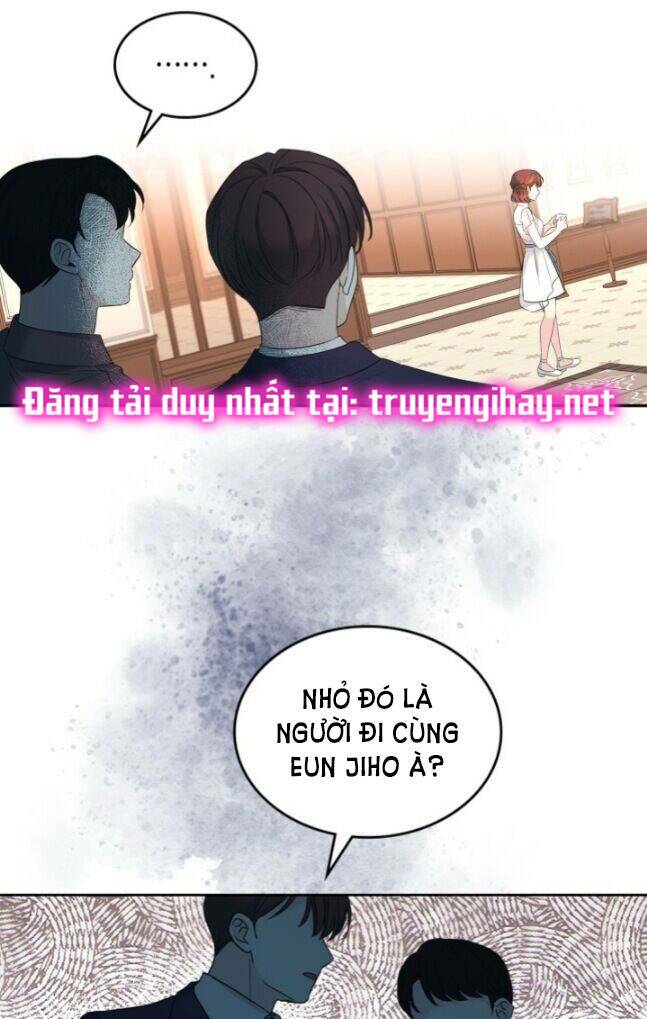 .......
Đăng tải duy nhất tại: truyengihay.net
NHỎ ĐÓ LÀ
NGƯỜI ĐI CÙNG
EUN JIHO À?